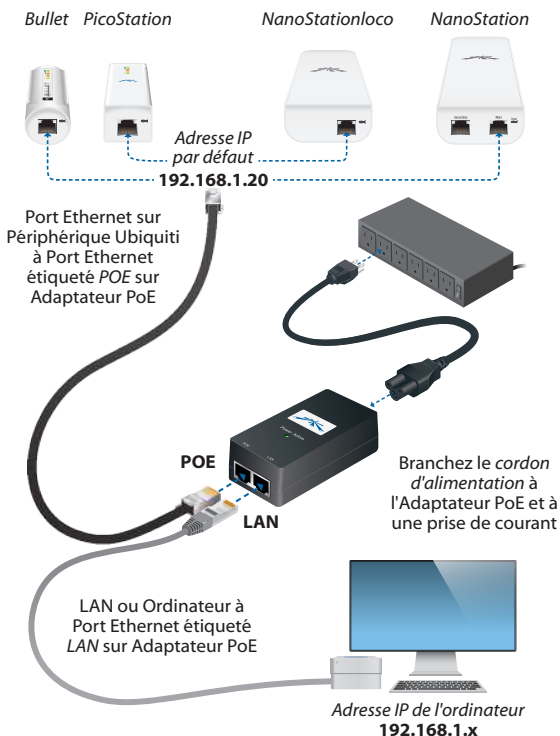 Bullet PicoStation NanoStationloco NanoStation
Adresse IP
par défaut
192.168.1.20
Port Ethernet sur
Périphérique Ubiquiti
à Port Ethernet
étiqueté POE sur
Adaptateur PoE
POE
LAN
Branchez le cordon
d'alimentation à
l'Adaptateur PoE et à
une prise de courant
LAN ou Ordinateur à
Port Ethernet étiqueté
LAN sur Adaptateur PoE
Adresse IP de l'ordinateur
192.168.1.x